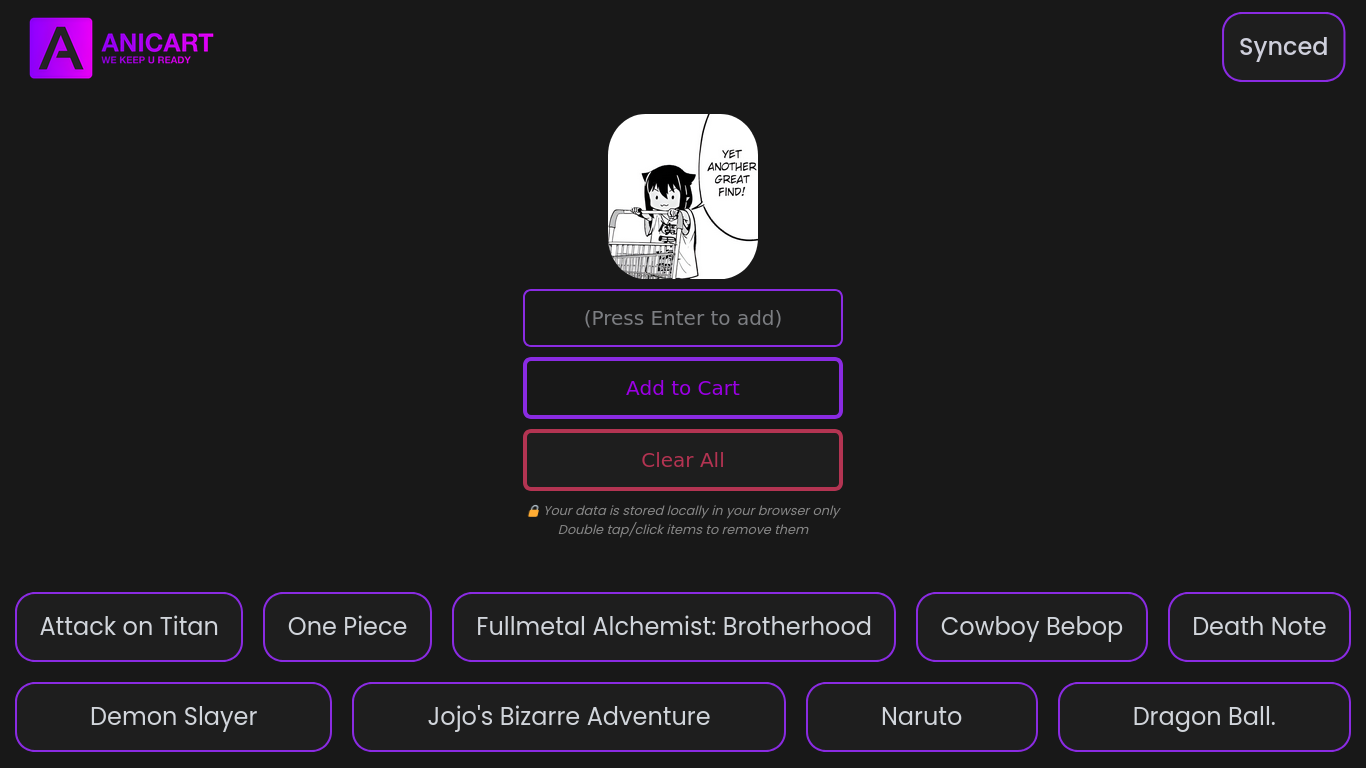 A ANICART
WE KEEP U READY
Synced
YET
ANOTHER
GREAT
FIND!
(Press Enter to add)
Add to Cart
Clear All
🔒 Your data is stored locally in your browser only
Double tap/click items to remove them
Attack on Titan
One Piece
Fullmetal Alchemist: Brotherhood
Cowboy Bebop
Death Note
Demon Slayer
Jojo's Bizarre Adventure
Naruto
Dragon Ball.